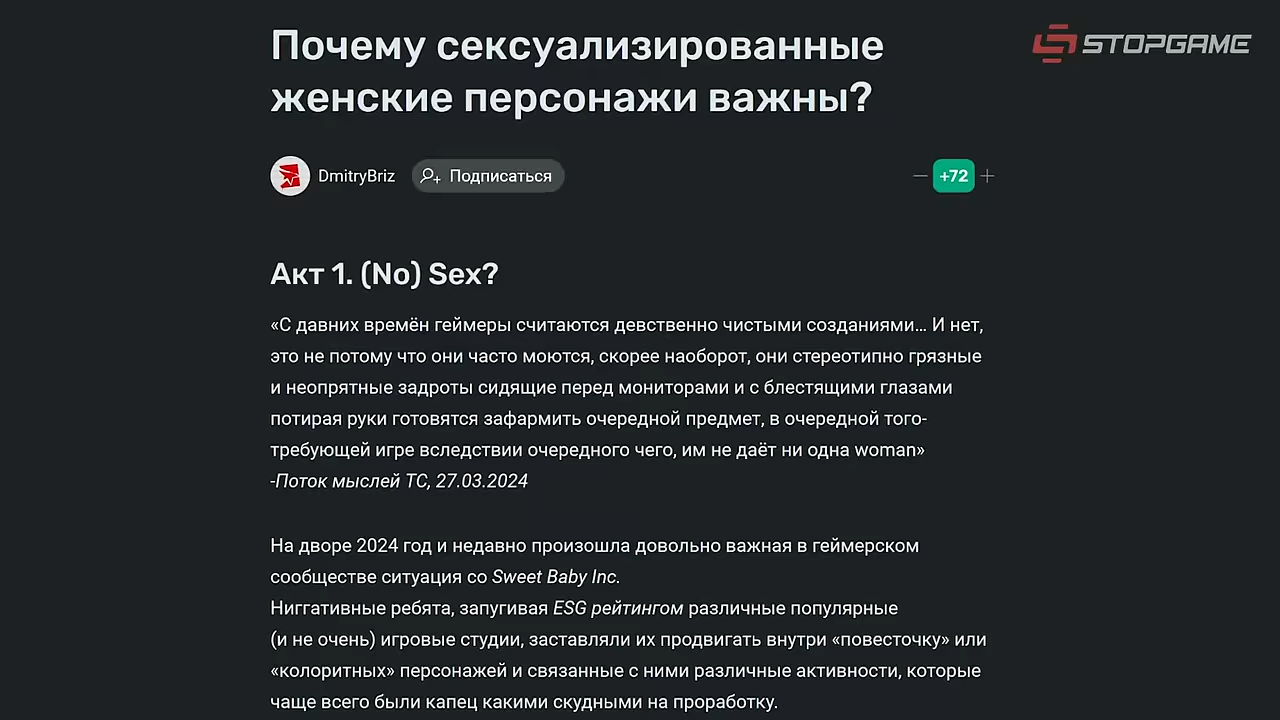 Почему сексуализированные
женские персонажи важны?
STOPGAME
DmitryBriz
Подписаться
+72
Акт 1. (No) Sex?
«С давних времён геймеры считаются девственно чистыми созданиями… И нет,
это не потому что они часто моются, скорее наоборот, они стереотипно грязные
и неопрятные задроты сидящие перед мониторами и с блестящими глазами
потирая руки готовятся зафармить очередной предмет, в очередной того-
требующей игре вследствии очередного чего, им не даёт ни одна woman»
-Поток мыслей ТС, 27.03.2024
На дворе 2024 год и недавно произошла довольно важная в геймерском
сообществе ситуация со Sweet Baby Inc.
Ниггативные ребята, запугивая ESG рейтингом различные популярные
(и не очень) игровые студии, заставляли их продвигать внутри «повесточку» или
«колоритных» персонажей и связанные с ними различные активности, которые
чаще всего были капец какими скудными на проработку.